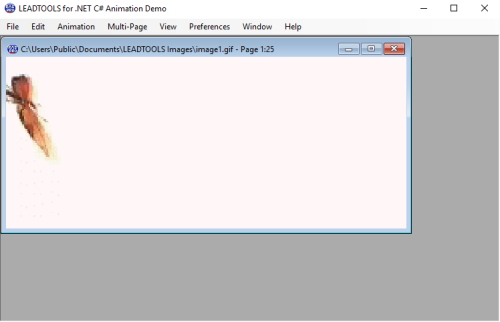 LEADTOOLS for .NET C# Animation Demo
File Edit Animation Multi-Page View Preferences Window Help
C:\Users\Public\Documents\LEADTOOLS Images\image1.gif - Page 1:25